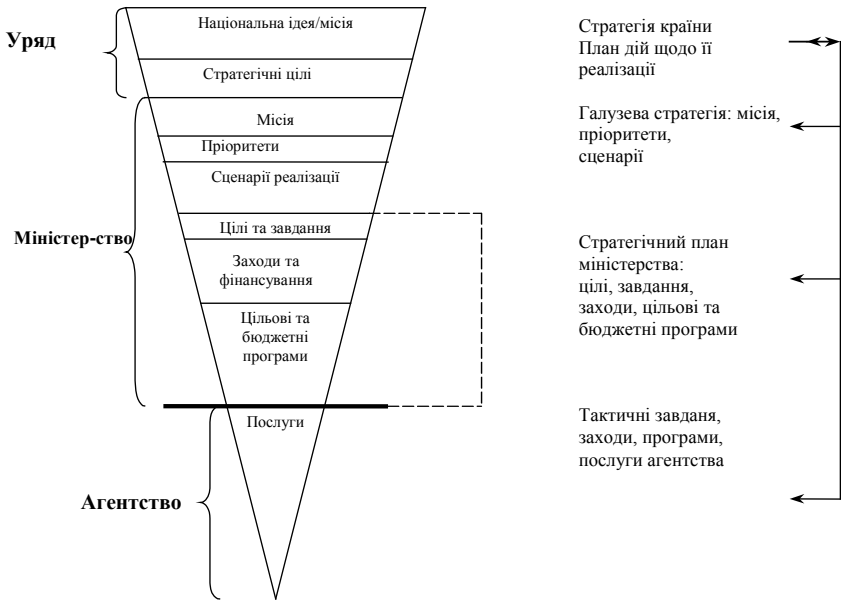 Уряд
Національна ідея/місія
Стратегічні цілі
Міністер-ство
Місія
Пріоритети
Сценарії реалізації
Цілі та завдання
Заходи та
фінансування
Цільові та
бюджетні
програми
Агентство
Послуги
Стратегія країни
План дій щодо її
реалізації
Галузева стратегія: місія,
пріоритети,
сценарії
Стратегічний план
міністерства:
цілі, завдання,
заходи, цільові та
бюджетні програми
Тактичні завданя,
заходи, програми,
послуги агентства